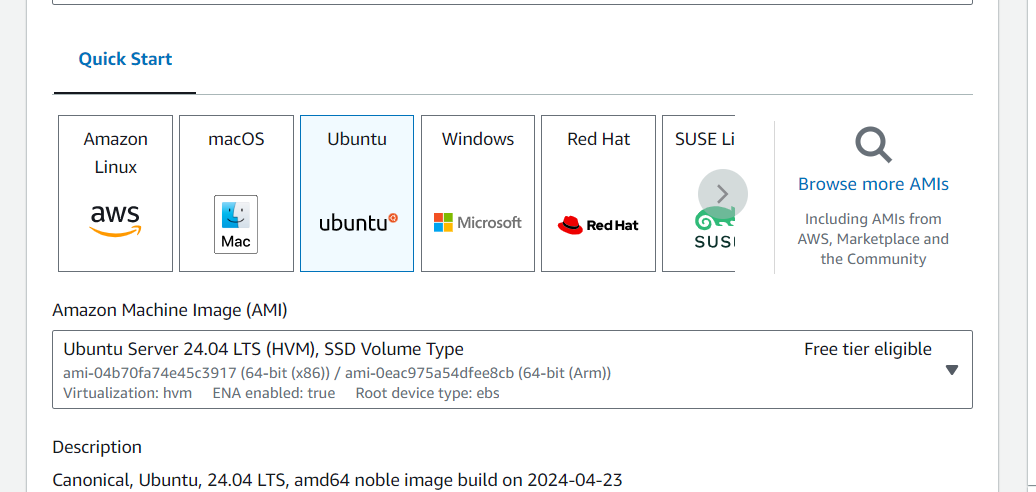 Quick Start
Amazon
Linux
aws
macOS
Mac
Ubuntu
ubuntu
Windows
Microsoft
Red Hat
Red Hat
SUSE Li
SUS
Browse more AMIs
Including AMIs from
AWS, Marketplace and
the Community
Amazon Machine Image (AMI)
Ubuntu Server 24.04 LTS (HVM), SSD Volume Type
Free tier eligible
ami-04b70fa74e45c3917 (64-bit (x86)) / ami-0eac975a54dfee8cb (64-bit (Arm))
Virtualization: hvm ENA enabled: true Root device type: ebs
Description
Canonical, Ubuntu, 24.04 LTS, amd64 noble image build on 2024-04-23